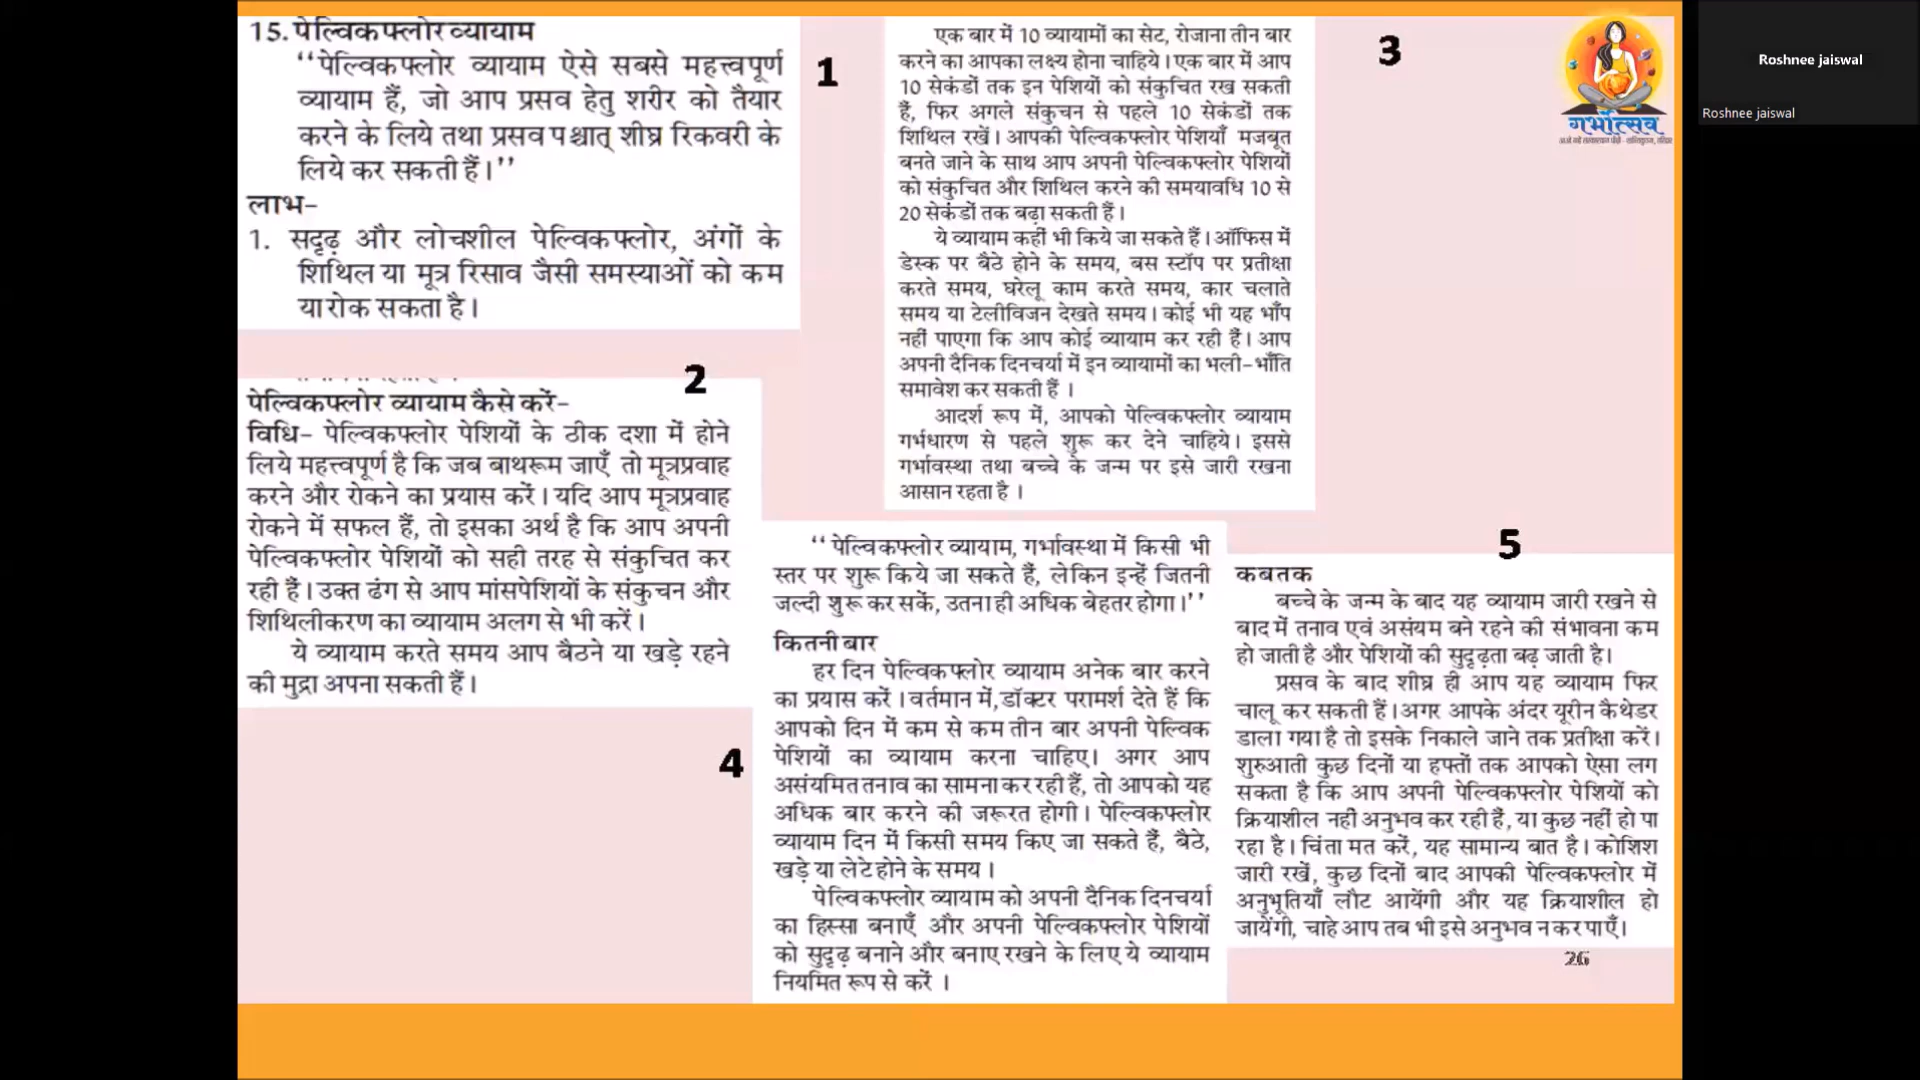 15. पेल्विकफ्लोर व्यायाम
‘‘पेल्विकफ्लोर व्यायाम ऐसे सबसे महत्त्वपूर्ण
व्यायाम हैं, जो आप प्रसव हेतु शरीर को तैयार
करने के लिये तथा प्रसव पश्चात् शीघ्र रिकवरी के
लिये कर सकती हैं।’’
लाभ-
1. सदृढ़ और लोचशील पेल्विकफ्लोर, अंगों के
शिथिल या मूत्र रिसाव जैसी समस्याओं को कम
या रोक सकता है।
1
2
पेल्विकफ्लोर व्यायाम कैसे करें-
विधि- पेल्विकफ्लोर पेशियों के ठीक दशा में होने
लिये महत्त्वपूर्ण है कि जब बाथरूम जाएँ तो मूत्रप्रवाह
करने और रोकने का प्रयास करें। यदि आप मूत्रप्रवाह
रोकने में सफल हैं, तो इसका अर्थ है कि आप अपनी
पेल्विकफ्लोर पेशियों को सही तरह से संकुचित कर
रही हैं। उक्त ढंग से आप मांसपेशियों के संकुचन और
शिथिलीकरण का व्यायाम अलग से भी करें।
ये व्यायाम करते समय आप बैठने या खड़े रहने
की मुद्रा अपना सकती हैं।
3
एक बार में 10 व्यायामों का सेट, रोजाना तीन बार
करने का आपका लक्ष्य होना चाहिये। एक बार में आप
10 सेकंडों तक इन पेशियों को संकुचित रख सकती
हैं, फिर अगले संकुचन से पहले 10 सेकंडों तक
शिथिल रखें। आपकी पेल्विकफ्लोर पेशियाँ मजबूत
बनते जाने के साथ आप अपनी पेल्विकफ्लोर पेशियों
को संकुचित और शिथिल करने की समयावधि 10 से
20 सेकंडों तक बढ़ा सकती हैं।
ये व्यायाम कहीं भी किये जा सकते हैं। ऑफिस में
डेस्क पर बैठे होने के समय, बस स्टॉप पर प्रतीक्षा
करते समय, घरेलू काम करते समय, कार चलाते
समय या टेलीविजन देखते समय। कोई भी यह भाँप
नहीं पाएगा कि आप कोई व्यायाम कर रही हैं। आप
अपनी दैनिक दिनचर्या में इन व्यायामों का भली-भाँति
समावेश कर सकती हैं ।
आदर्श रूप में, आपको पेल्विकफ्लोर व्यायाम
गर्भधारण से पहले शुरू कर देने चाहिये। इससे
गर्भावस्था तथा बच्चे के जन्म पर इसे जारी रखना
आसान रहता है ।
4
‘‘ पेल्विकफ्लोर व्यायाम, गर्भावस्था में किसी भी
स्तर पर शुरू किये जा सकते हैं, लेकिन इन्हें जितनी
जल्दी शुरू कर सकें, उतना ही अधिक बेहतर होगा।’’
कितनी बार
हर दिन पेल्विकफ्लोर व्यायाम अनेक बार करने
का प्रयास करें । वर्तमान में, डॉक्टर परामर्श देते हैं कि
आपको दिन में कम से कम तीन बार अपनी पेल्विक
पेशियों का व्यायाम करना चाहिए। अगर आप
असंयमित तनाव का सामना कर रही हैं, तो आपको यह
अधिक बार करने की जरूरत होगी। पेल्विकफ्लोर
व्यायाम दिन में किसी समय किए जा सकते हैं, बैठे,
खड़े या लेटे होने के समय ।
पेल्विकफ्लोर व्यायाम को अपनी दैनिक दिनचर्या
का हिस्सा बनाएँ और अपनी पेल्विकफ्लोर पेशियों
को सुदृढ़ बनाने और बनाए रखने के लिए ये व्यायाम
नियमित रूप से करें ।
5
कबतक
बच्चे के जन्म के बाद यह व्यायाम जारी रखने से
बाद में तनाव एवं असंयम बने रहने की संभावना कम
हो जाती है और पेशियों की सुदृढ़ता बढ़ जाती है।
प्रसव के बाद शीघ्र ही आप यह व्यायाम फिर
चालू कर सकती हैं। अगर आपके अंदर यूरीन कैथेडर
डाला गया है तो इसके निकाले जाने तक प्रतीक्षा करें।
शुरुआती कुछ दिनों या हफ्तों तक आपको ऐसा लग
सकता है कि आप अपनी पेल्विकफ्लोर पेशियों को
क्रियाशील नहीं अनुभव कर रही हैं, या कुछ नहीं हो पा
रहा है। चिंता मत करें, यह सामान्य बात है। कोशिश
जारी रखें, कुछ दिनों बाद आपकी पेल्विकफ्लोर में
अनुभूतियाँ लौट आयेंगी और यह क्रियाशील हो
जायेंगी, चाहे आप तब भी इसे अनुभव न कर पाएँ।
26
गर्भोत्सव
Roshnee jaiswal
Roshnee jaiswal